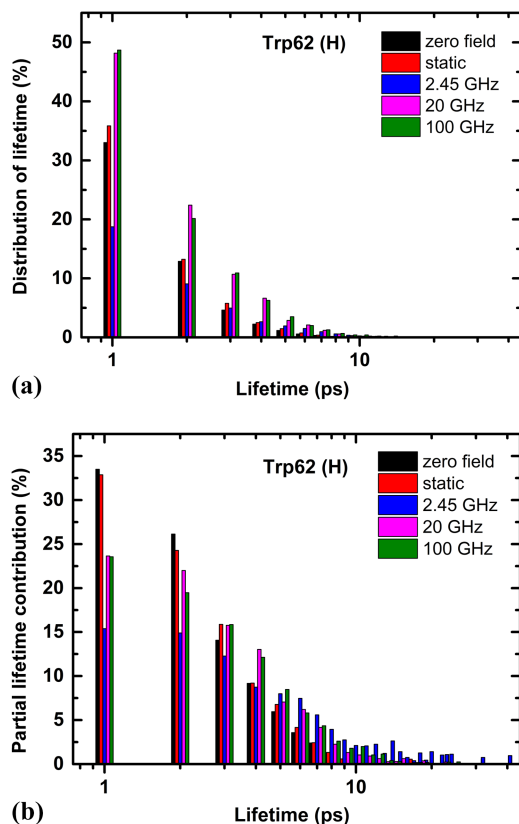 Trp62 (H)
zero field
static
2.45 GHz
20 GHz
100 GHz
Distribution of lifetime (%)
50
40
30
20
10
0
1
10
Lifetime (ps)
(a)
Trp62 (H)
zero field
static
2.45 GHz
20 GHz
100 GHz
Partial lifetime contribution (%)
35
30
25
20
15
10
5
0
1
10
Lifetime (ps)
(b)